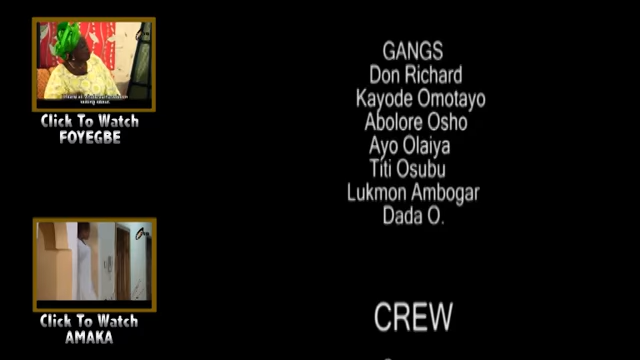 Click To Watch
FOYEGBE
Click To Watch
AMAKA
GANGS
Don Richard
Kayode Omotayo
Abolore Osho
Ayo Olaiya
Titi Osubu
Lukmon Ambogar
Dada O.
CREW